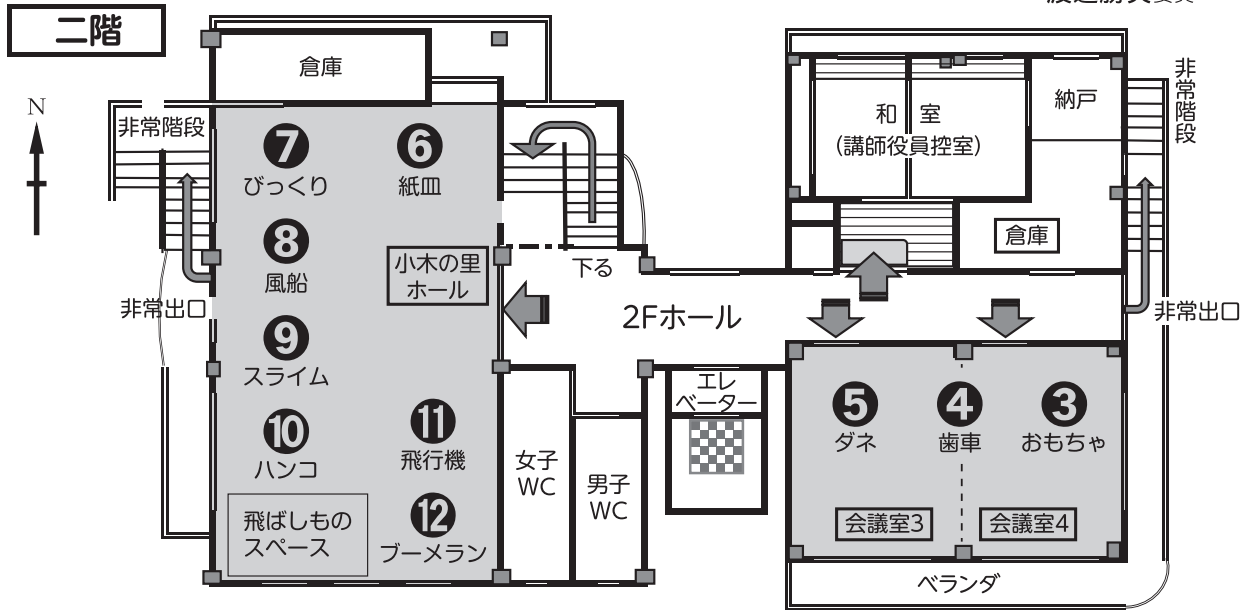 二階
N
倉庫
非常階段
7
びっくり
6
紙皿
8
風船
小木の里
ホール
下る
非常出口
9
スライム
10
ハンコ
11
飛行機
飛ばしもの
スペース
12
ブーメラン
2Fホール
女子
WC
男子
WC
エレ
ベーター
和室
(講師役員控室)
納戸
非常階段
倉庫
非常出口
5
ダネ
4
歯車
3
おもちゃ
会議室3
会議室4
ベランダ